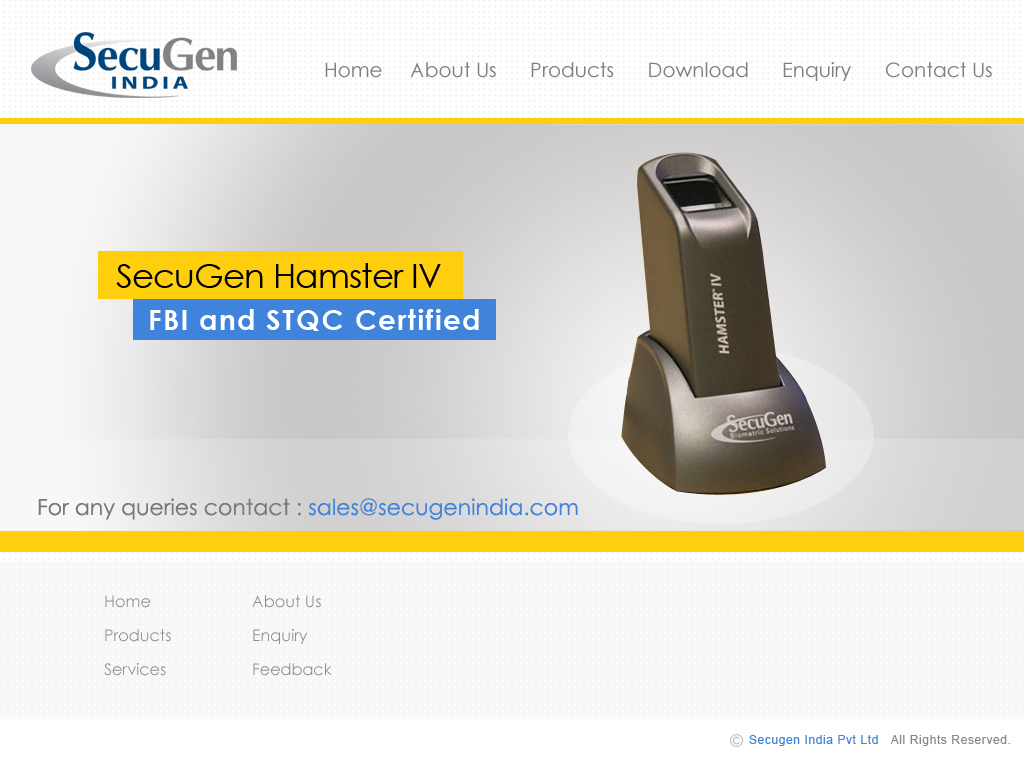 SecuGen
INDIA
Home About Us Products Download Enquiry Contact Us
SecuGen Hamster IV
FBI and STQC Certified
HAMSTER™ IV
SecuGen
Biometric Solutions
For any queries contact : sales@secugenindia.com
Home About Us
Products Enquiry
Services Feedback
© Secugen India Pvt Ltd All Rights Reserved.